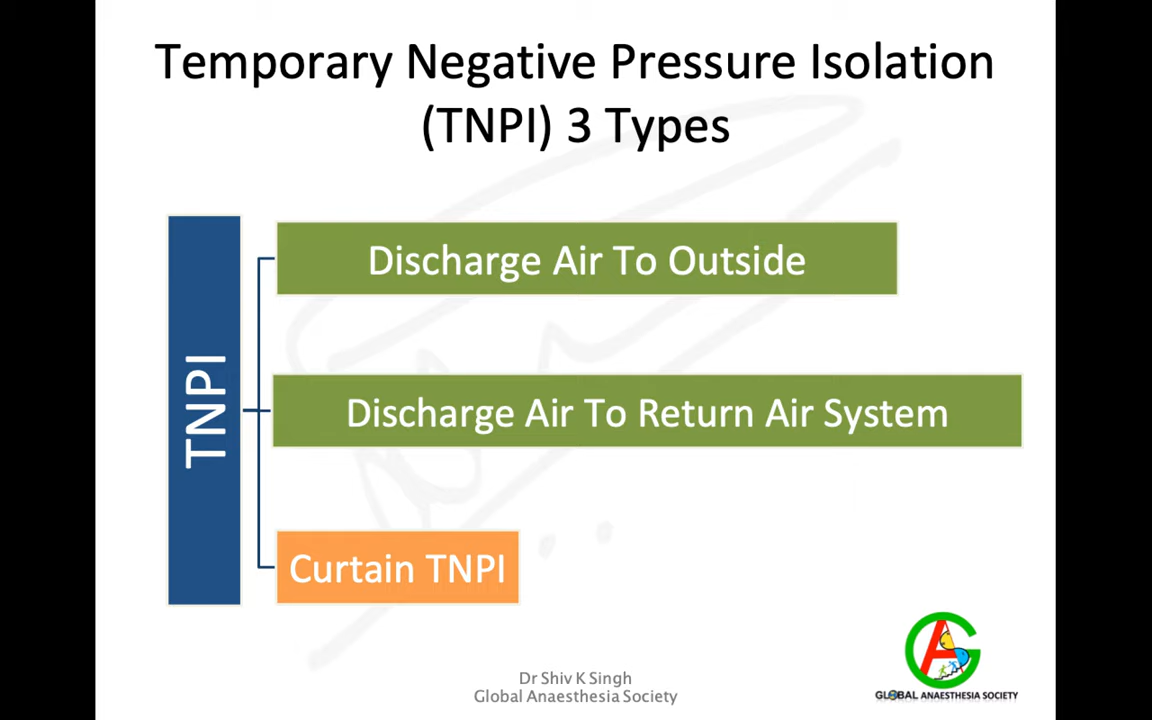 Temporary Negative Pressure Isolation
(TNPI) 3 Types
TNPI
Discharge Air To Outside
Discharge Air To Return Air System
Curtain TNPI
Dr Shiv K Singh
Global Anaesthesia Society
AG
GLOBAL ANAESTHESIA SOCIETY